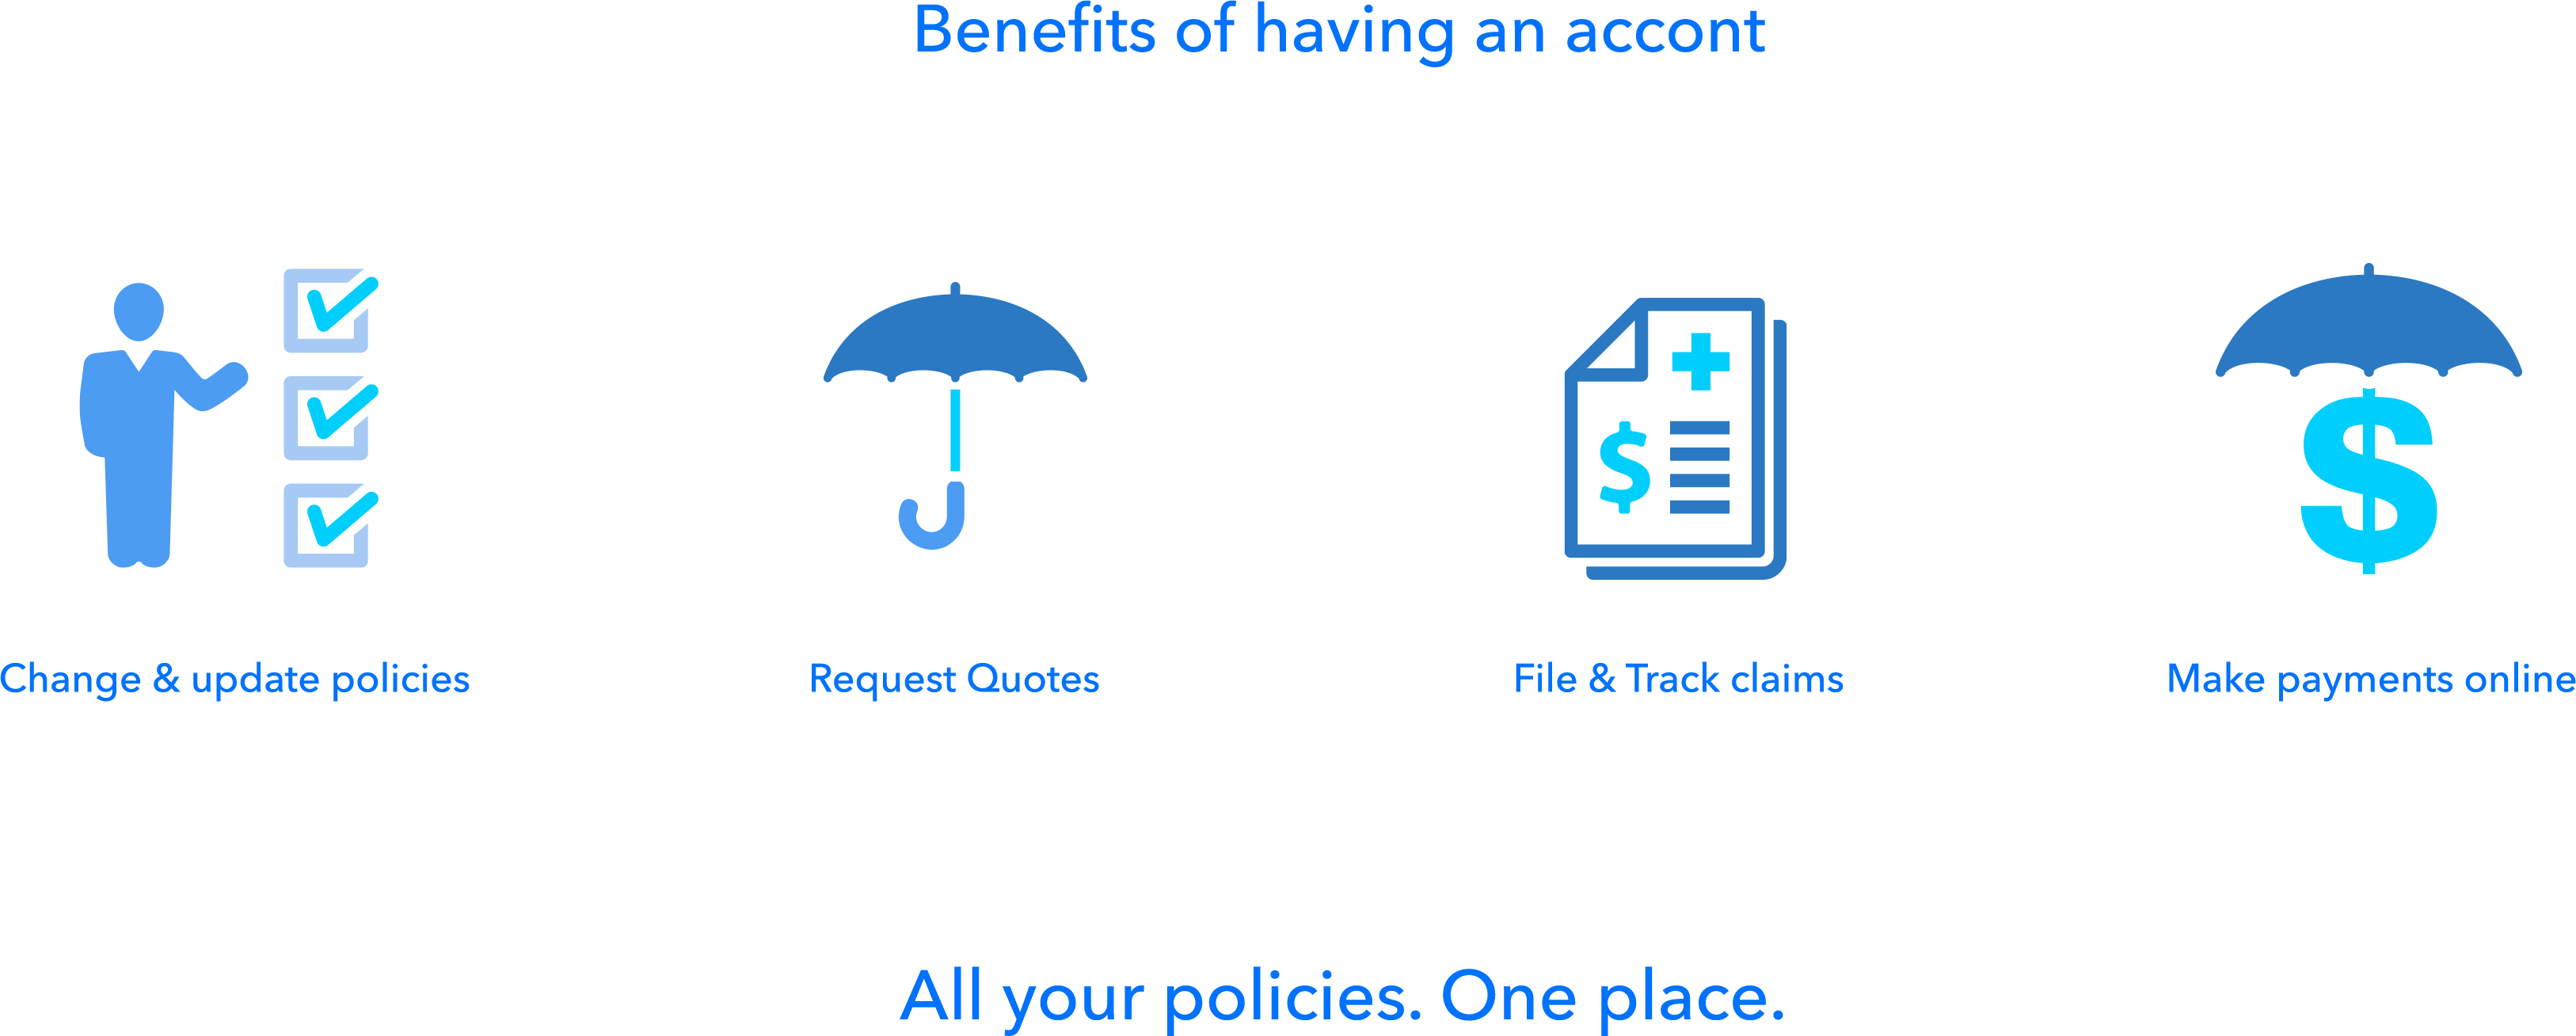 Benefits of having an accont
Change & update policies
Request Quotes
File & Track claims
Make payments online
All your policies. One place.